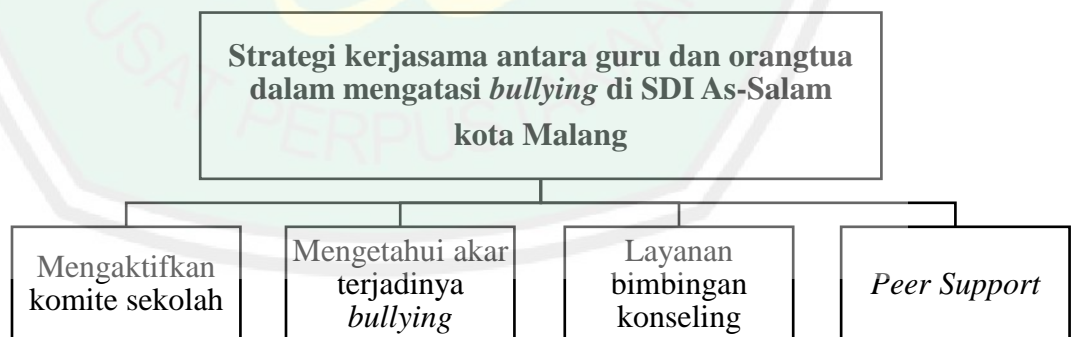 Strategi kerjasama antara guru dan orangtua
dalam mengatasi bullying di SDI As-Salam
kota Malang
Mengaktifkan
komite sekolah
Mengetahui akar
terjadinya
bullying
Layanan
bimbingan
konseling
Peer Support